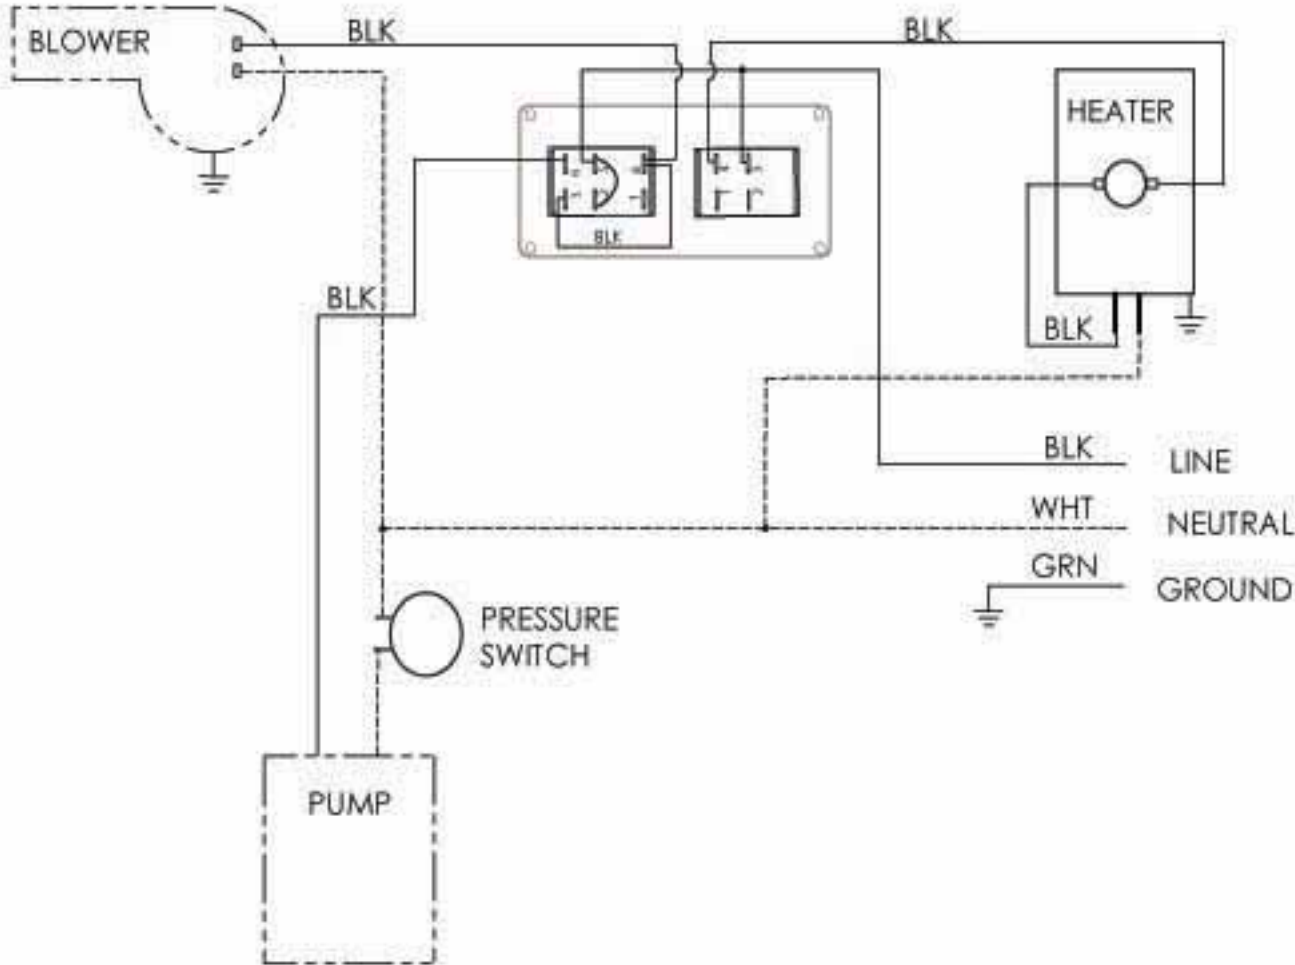 BLOWER
BLK
BLK
HEATER
BLK
BLK
BLK
BLK
LINE
WHT
NEUTRAL
GRN
GROUND
PRESSURE
SWITCH
PUMP